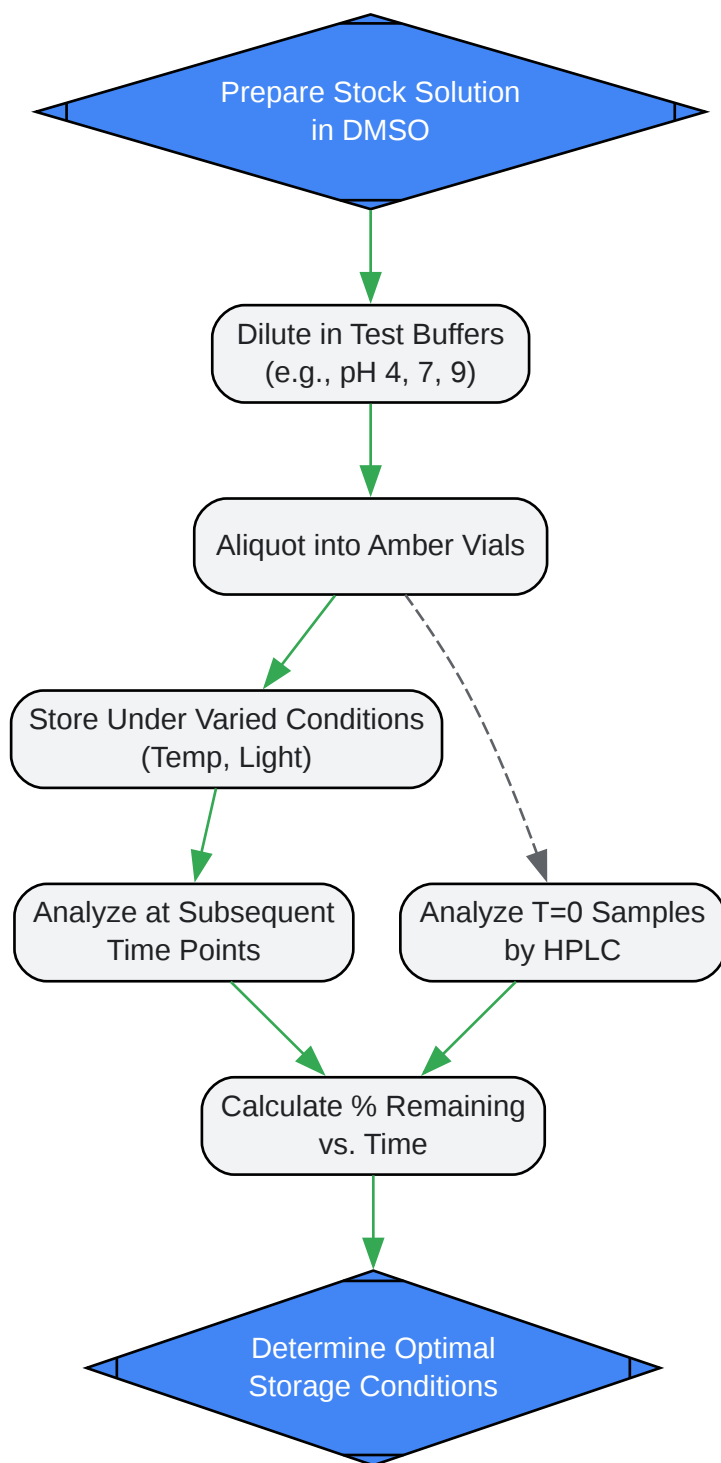 Prepare Stock Solution
in DMSO
Dilute in Test Buffers
(e.g., pH 4, 7, 9)
Aliquot into Amber Vials
Store Under Varied Conditions
(Temp, Light)
Analyze at Subsequent
Time Points
Analyze T=0 Samples
by HPLC
Calculate % Remaining
vs. Time
Determine Optimal
Storage Conditions